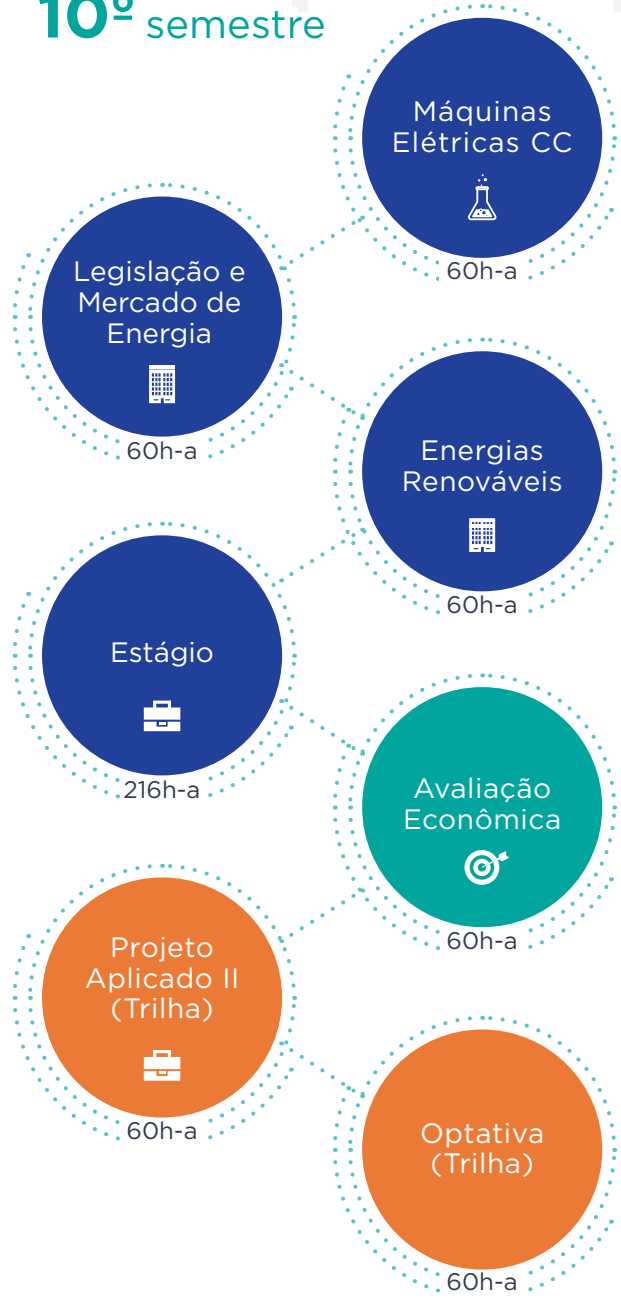 10º semestre
Máquinas
Elétricas CC
60h-a
Legislação e
Mercado de
Energia
60h-a
Energias
Renováveis
60h-a
Estágio
216h-a
Avaliação
Econômica
60h-a
Projeto
Aplicado II
(Trilha)
60h-a
Optativa
(Trilha)
60h-a